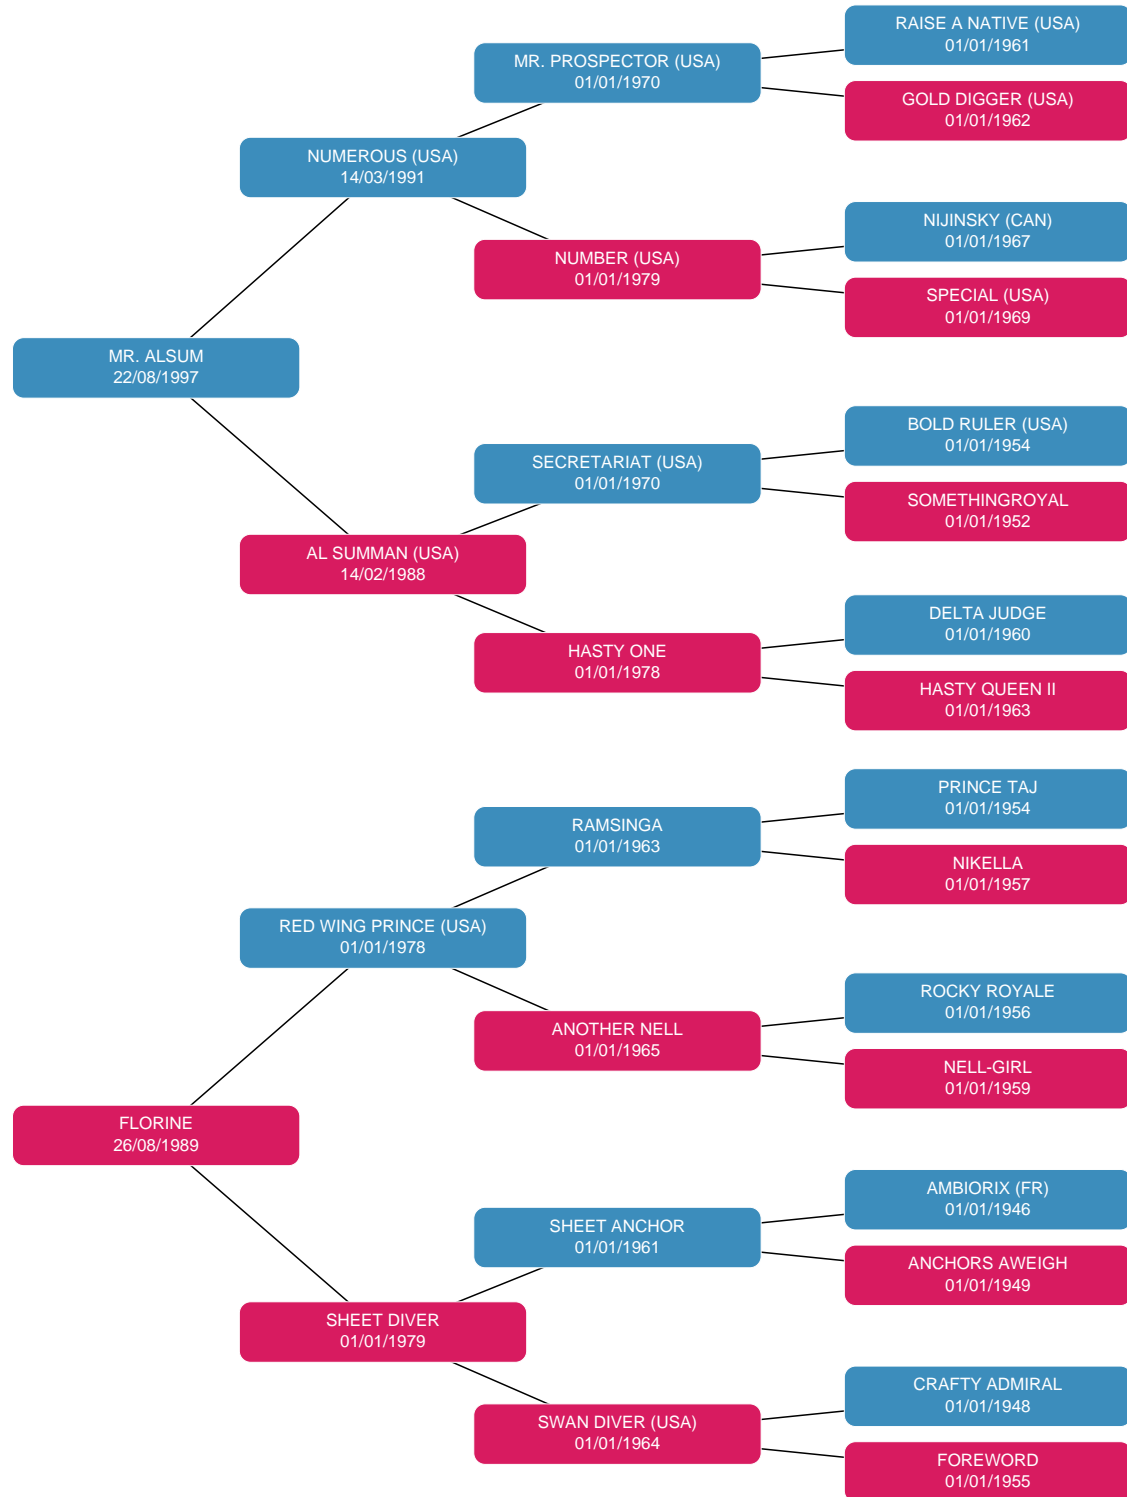 RAISE A NATIVE (USA)
01/01/1961
MR. PROSPECTOR (USA)
01/01/1970
GOLD DIGGER (USA)
01/01/1962
NUMEROUS (USA)
14/03/1991
NIJINSKY (CAN)
01/01/1967
NUMBER (USA)
01/01/1979
SPECIAL (USA)
01/01/1969
MR. ALSUM
22/08/1997
BOLD RULER (USA)
01/01/1954
SECRETARIAT (USA)
01/01/1970
SOMETHINGROYAL
01/01/1952
AL SUMMAN (USA)
14/02/1988
DELTA JUDGE
01/01/1960
HASTY ONE
01/01/1978
HASTY QUEEN II
01/01/1963
PRINCE TAJ
01/01/1954
RAMSINGA
01/01/1963
NIKELLA
01/01/1957
RED WING PRINCE (USA)
01/01/1978
ROCKY ROYALE
01/01/1956
ANOTHER NELL
01/01/1965
NELL-GIRL
01/01/1959
FLORINE
26/08/1989
AMBIORIX (FR)
01/01/1946
SHEET ANCHOR
01/01/1961
ANCHORS AWEIGH
01/01/1949
SHEET DIVER
01/01/1979
CRAFTY ADMIRAL
01/01/1948
SWAN DIVER (USA)
01/01/1964
FOREWORD
01/01/1955